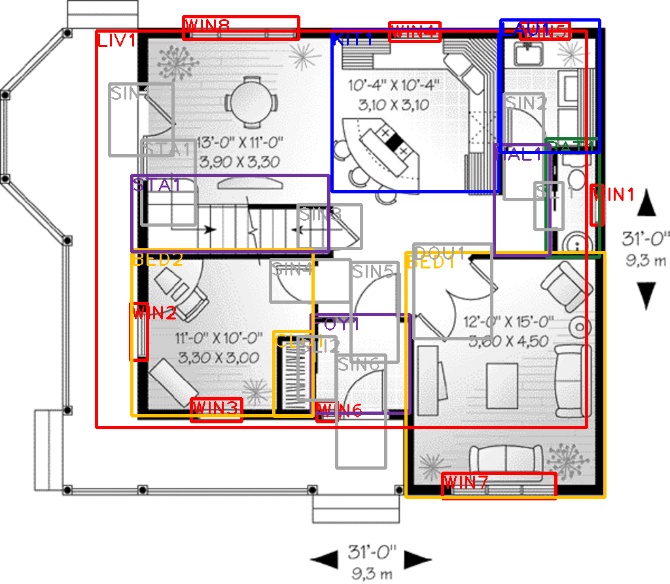 WIN8
WIN4
LAU1
WIN5
LIV1
KIT1
10'-4" X 10'-4"
3,10 X 3,10
SIN2
13'-0" X 11'-0"
3,90 X 3,30
STA1
HAL1
BAT1
STA1
WIN1
SIN3
31'-0"
9,3 m
DOU1
BED2
BED1
SIN4
SIN5
WIN2
11'-0" X 10'-0"
3,30 X 3,00
12'-0" X 15'-0"
3,60 X 4,50
SIN6
WIN3
WIN6
WIN7
31'-0"
9,3 m